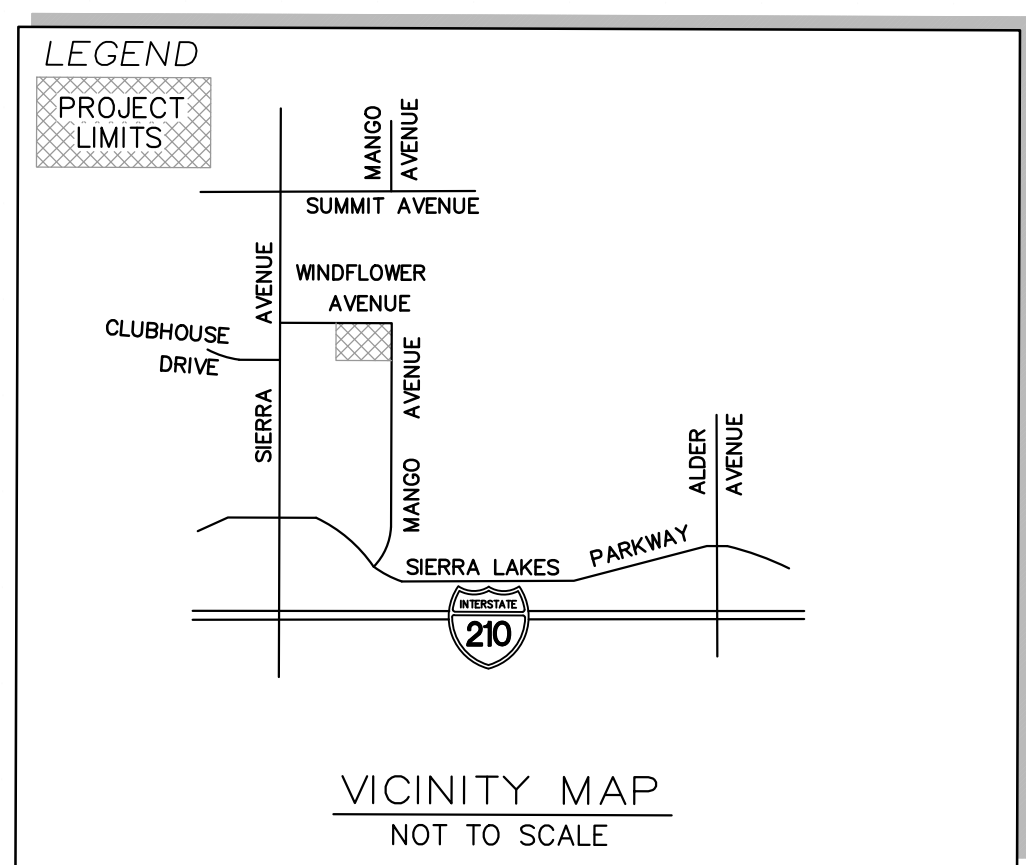 LEGEND
PROJECT
LIMITS
MANGO
AVENUE
SUMMIT AVENUE
SIERRA
AVENUE
WINDFLOWER
AVENUE
CLUBHOUSE
DRIVE
MANGO
AVENUE
ALDER
AVENUE
SIERRA LAKES
PARKWAY
INTERSTATE
210
VICINITY MAP
NOT TO SCALE